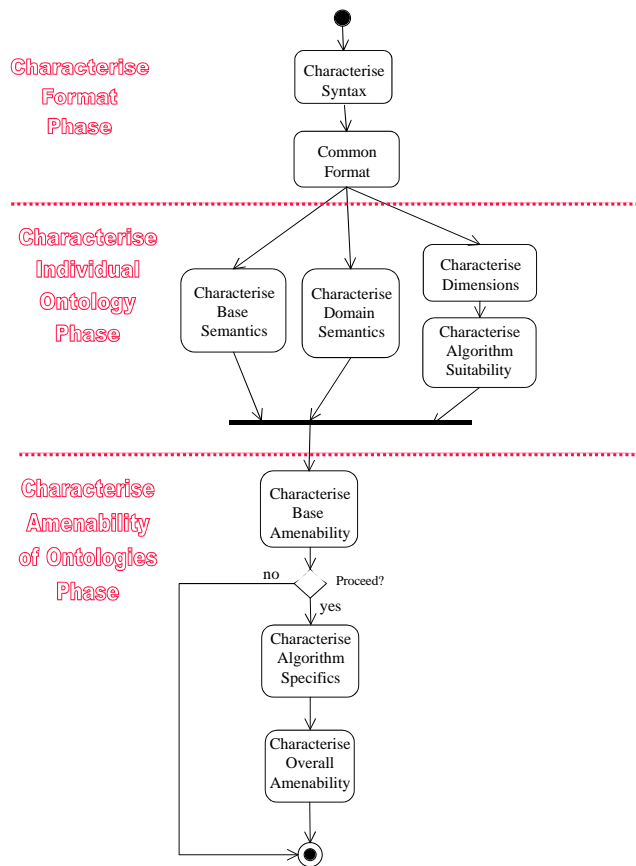 Characterise
Format
Phase
Characterise
Syntax
Common
Format
Characterise
Individual
Ontology
Phase
Characterise
Base
Semantics
Characterise
Domain
Semantics
Characterise
Dimensions
Characterise
Algorithm
Suitability
Characterise
Amenability
of Ontologies
Phase
Characterise
Base
Amenability
no
Proceed?
yes
Characterise
Algorithm
Specifics
Characterise
Overall
Amenability